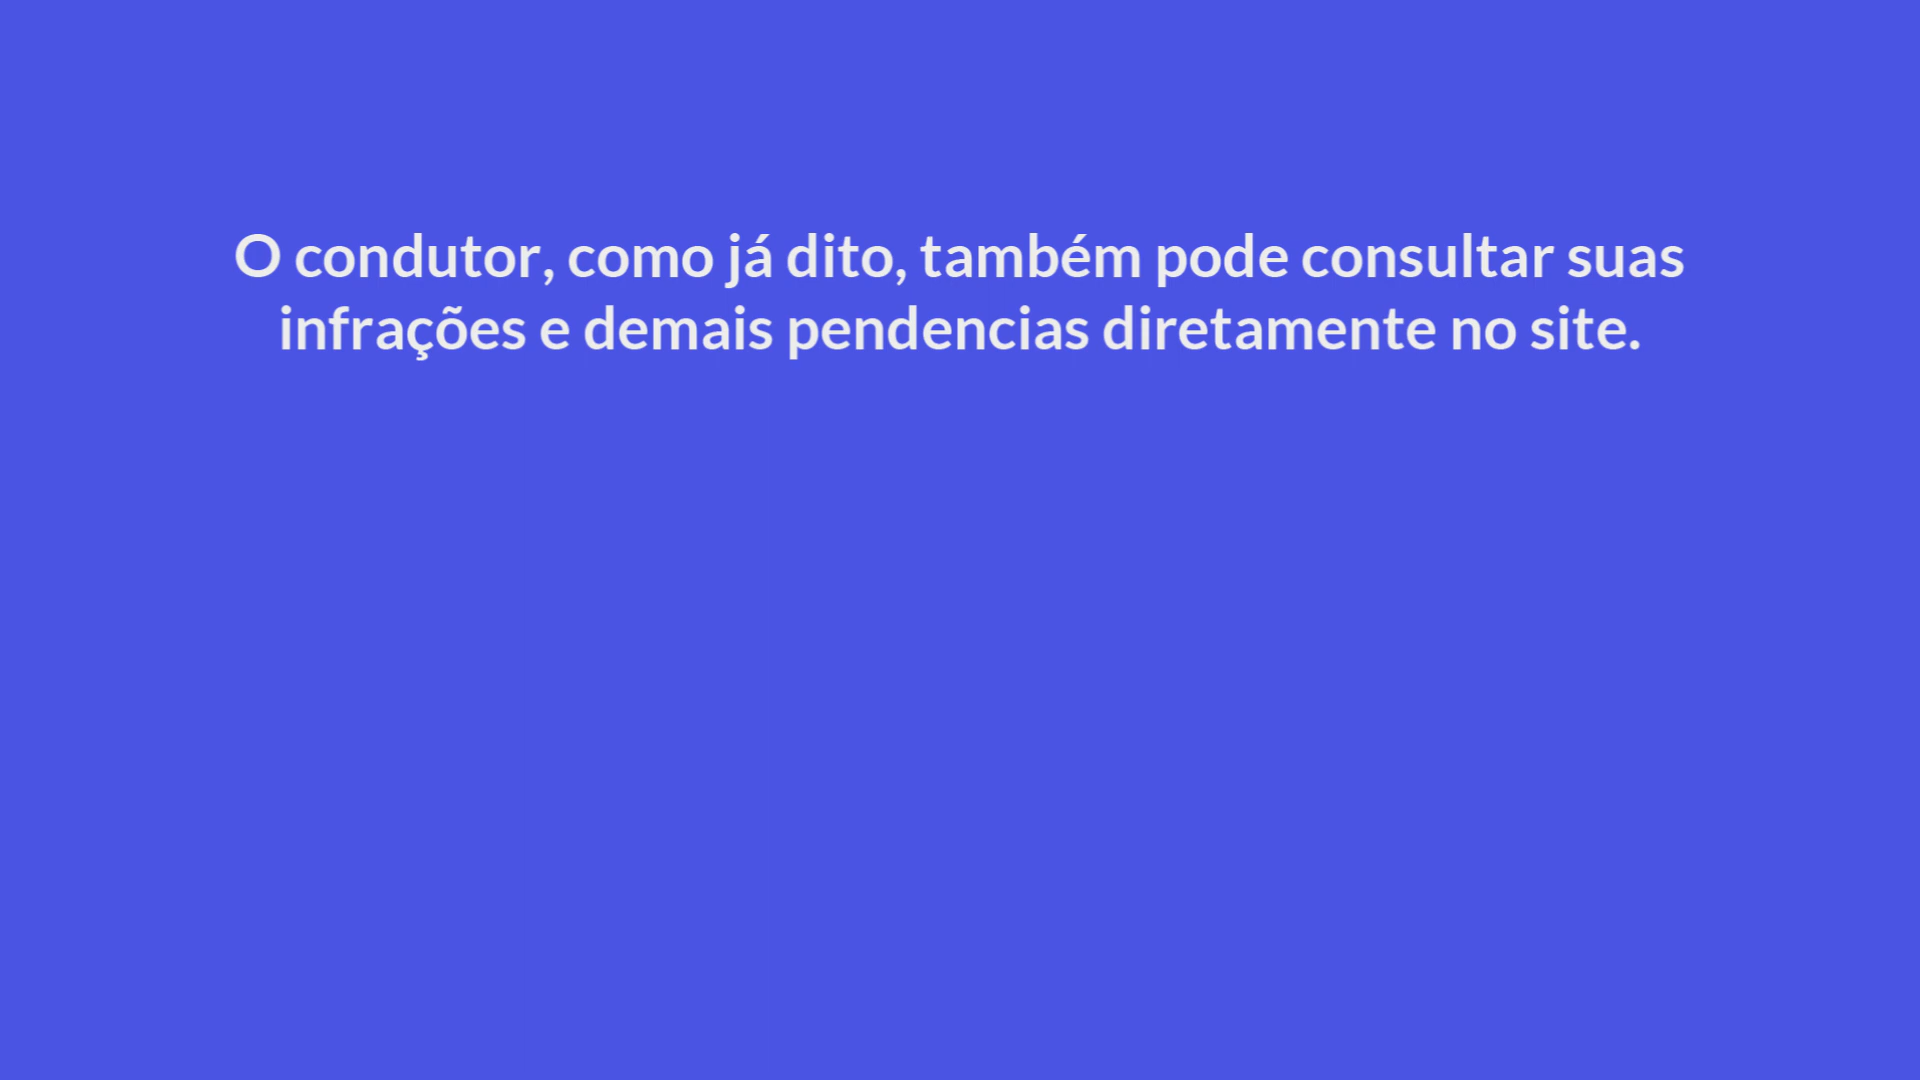 O condutor, como já dito, também pode consultar suas
infrações e demais pendencias diretamente no site.